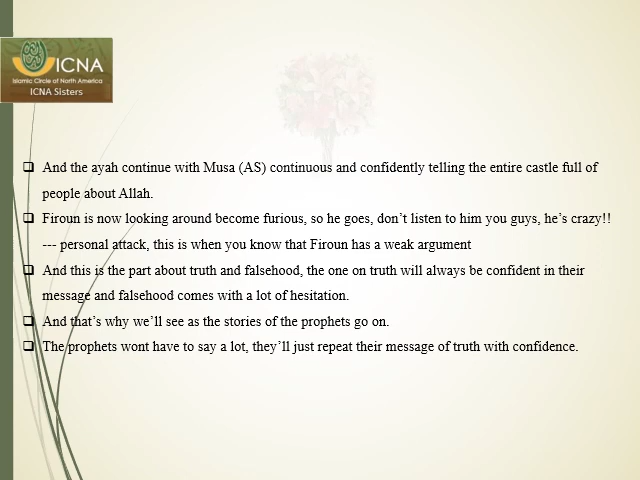 ICNA
Islamic Circle of North America
ICNA Sisters
❑ And the ayah continue with Musa (AS) continuous and confidently telling the entire castle full of
people about Allah.
❑ Firoun is now looking around become furious, so he goes, don’t listen to him you guys, he’s crazy!!
--- personal attack, this is when you know that Firoun has a weak argument
❑ And this is the part about truth and falsehood, the one on truth will always be confident in their
message and falsehood comes with a lot of hesitation.
❑ And that’s why we’ll see as the stories of the prophets go on.
❑ The prophets wont have to say a lot, they’ll just repeat their message of truth with confidence.